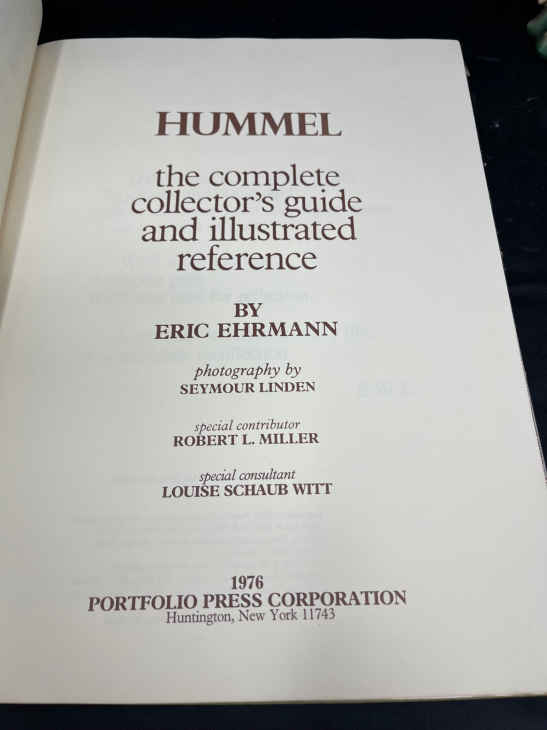 HUMMEL
the complete
collector's guide
and illustrated
reference
BY
ERIC EHRMANN
photography by
SEYMOUR LINDEN
special contributor
ROBERT L. MILLER
special consultant
LOUISE SCHAUB WITT
1976
PORTFOLIO PRESS CORPORATION
Huntington, New York 11743